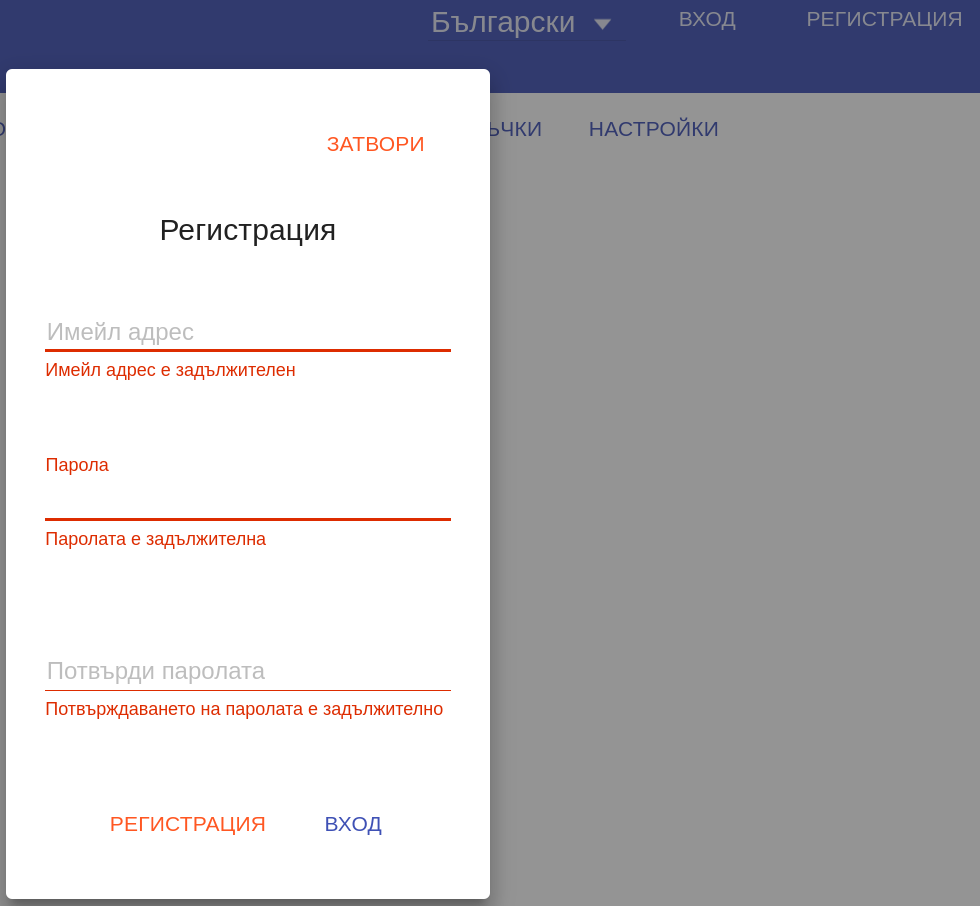 Български
ВХОД
РЕГИСТРАЦИЯ
НАСТРОЙКИ
ЗАТВОРИ
Регистрация
Имейл адрес
Имейл адрес е задължителен
Парола
Паролата е задължителна
Потвърди паролата
Потвърждаването на паролата е задължително
РЕГИСТРАЦИЯ
ВХОД